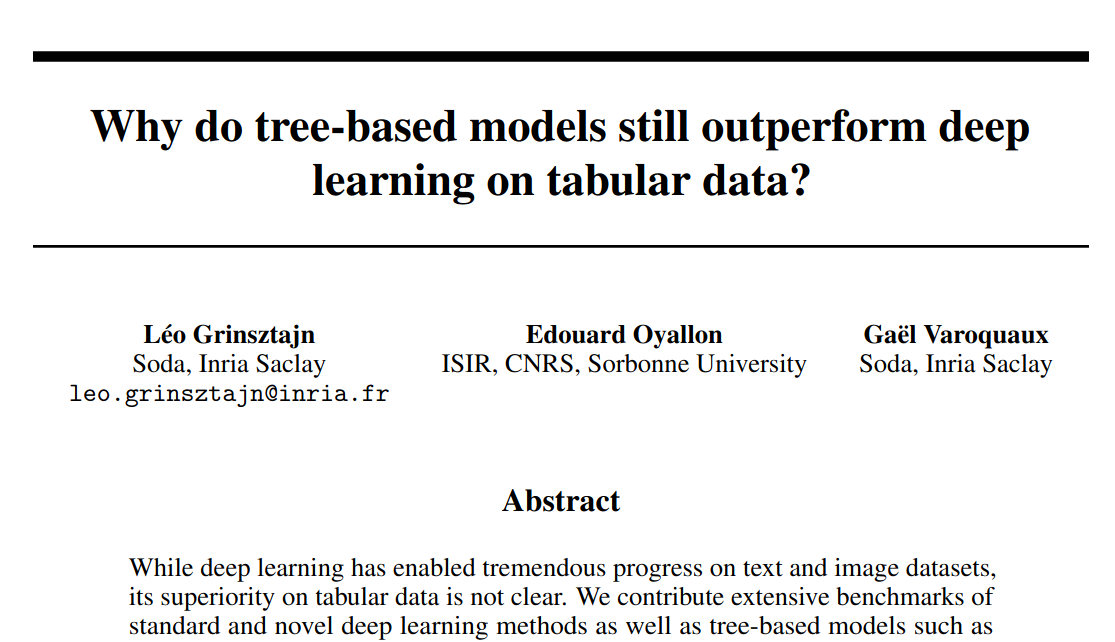 Why do tree-based models still outperform deep
learning on tabular data?
Léo Grinsztajn
Soda, Inria Saclay
leo.grinsztajn@inria.fr
Edouard Oyallon
ISIR, CNRS, Sorbonne University
Gaël Varoquaux
Soda, Inria Saclay
Abstract
While deep learning has enabled tremendous progress on text and image datasets,
its superiority on tabular data is not clear. We contribute extensive benchmarks of
standard and novel deep learning methods as well as tree-based models such as